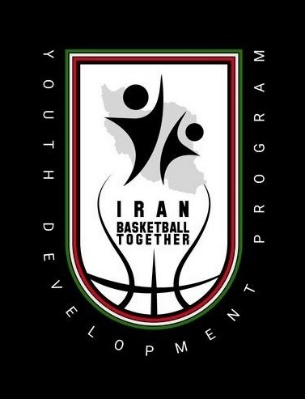 IRAN
BASKETBALL
TOGETHER
YOUTH DEVELOPMENT PROGRAM